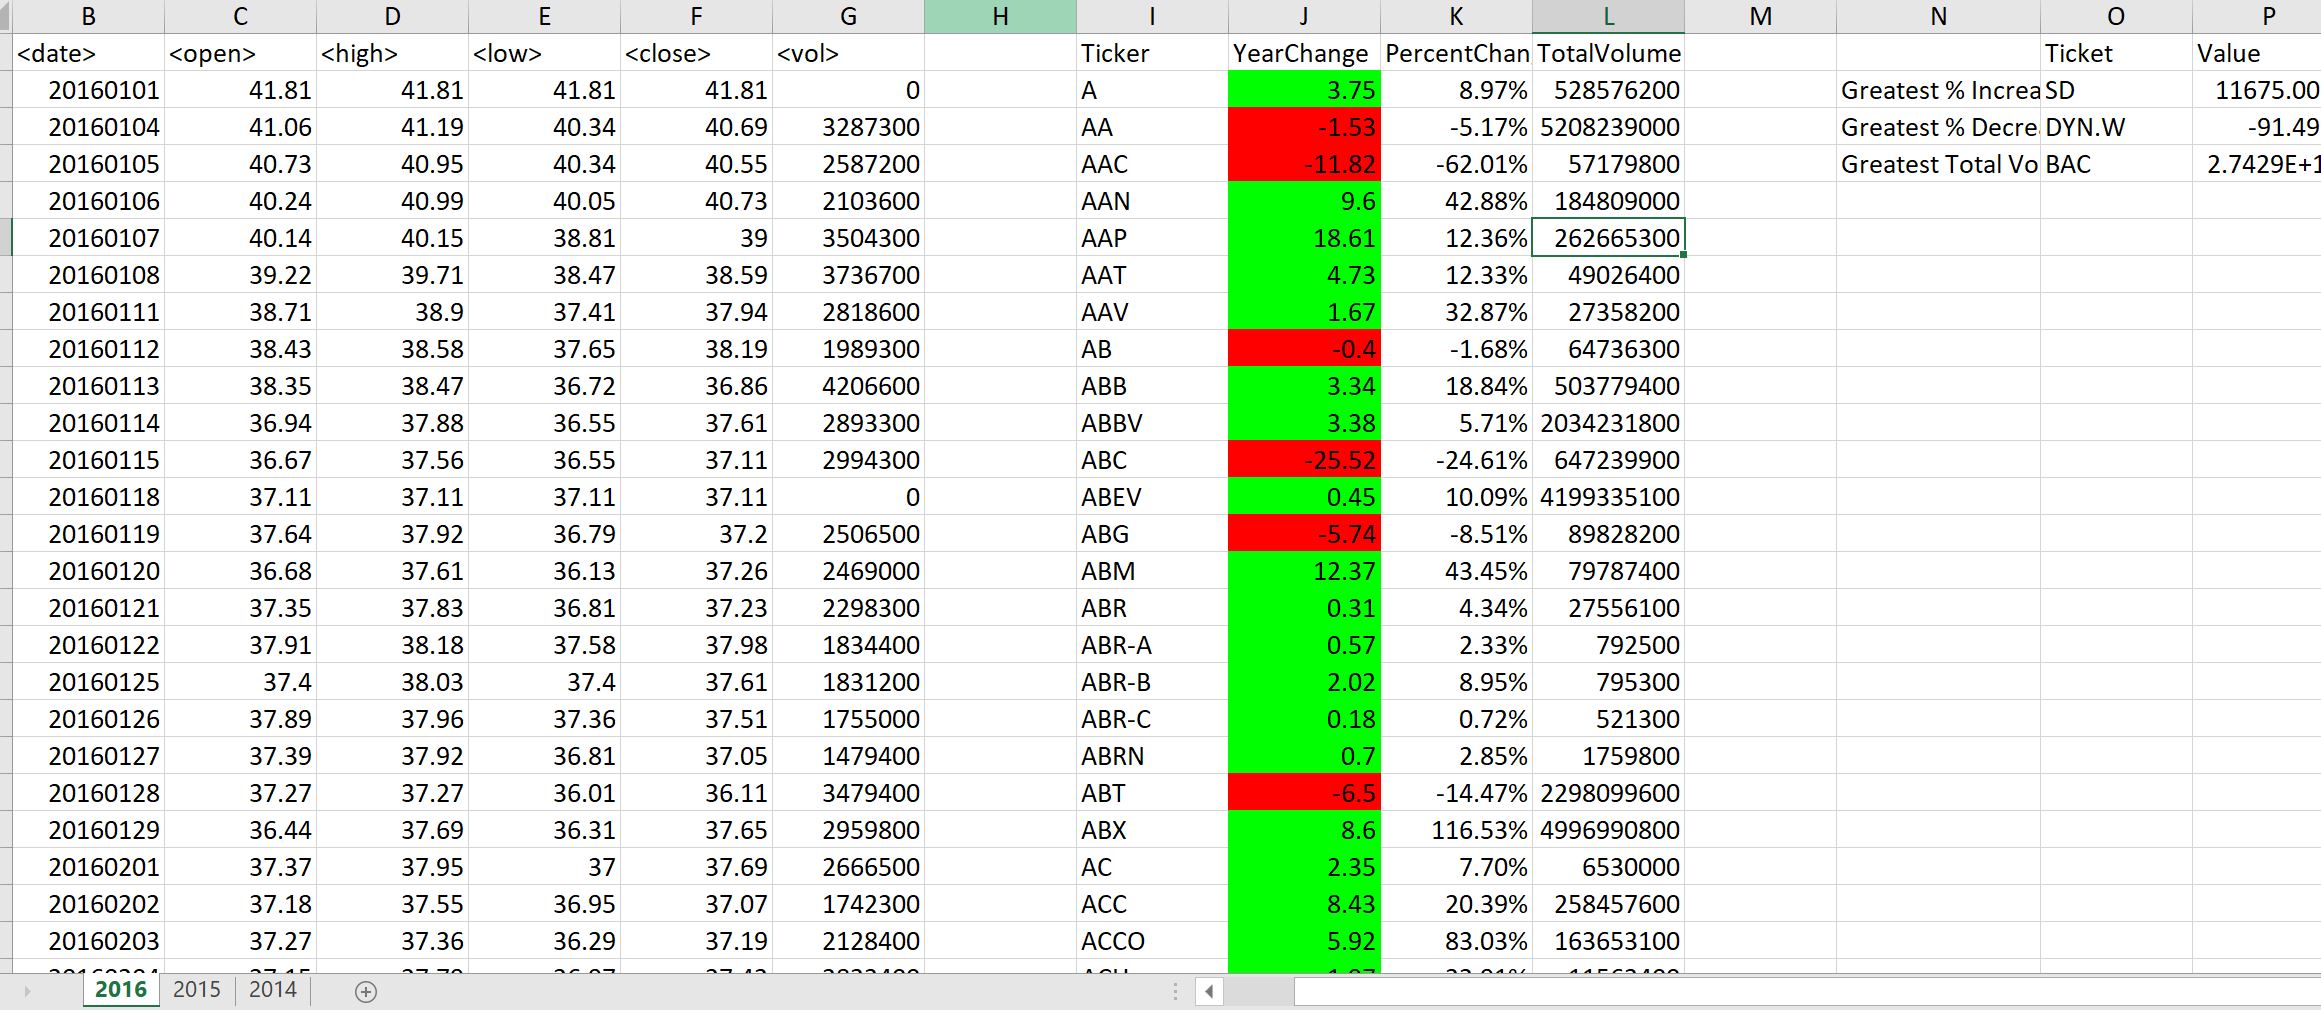 B C D E F G H I J K L M N O P
<date> <open> <high> <low> <close> <vol> Ticker YearChange PercentChan TotalVolume Ticket Value
20160101 41.81 41.81 41.81 41.81 0 A 3.75 8.97% 528576200 Greatest % Increa SD 11675.00
20160104 41.06 41.19 40.34 40.69 3287300 AA -1.53 -5.17% 5208239000 Greatest % Decre DYN.W -91.49
20160105 40.73 40.95 40.34 40.55 2587200 AAC -11.82 -62.01% 57179800 Greatest Total Vo BAC 2.7429E+1
20160106 40.24 40.99 40.05 40.73 2103600 AAN 9.6 42.88% 184809000
20160107 40.14 40.15 38.81 39 3504300 AAP 18.61 12.36% 262665300
20160108 39.22 39.71 38.47 38.59 3736700 AAT 4.73 12.33% 49026400
20160111 38.71 38.9 37.41 37.94 2818600 AAV 1.67 32.87% 27358200
20160112 38.43 38.58 37.65 38.19 1989300 AB -0.4 -1.68% 64736300
20160113 38.35 38.47 36.72 36.86 4206600 ABB 3.34 18.84% 503779400
20160114 36.94 37.88 36.55 37.61 2893300 ABBV 3.38 5.71% 2034231800
20160115 36.67 37.56 36.55 37.11 2994300 ABC -25.52 -24.61% 647239900
20160118 37.11 37.11 37.11 37.11 0 ABEV 0.45 10.09% 4199335100
20160119 37.64 37.92 36.79 37.2 2506500 ABG -5.74 -8.51% 89828200
20160120 36.68 37.61 36.13 37.26 2469000 ABM 12.37 43.45% 79787400
20160121 37.35 37.83 36.81 37.23 2298300 ABR 0.31 4.34% 27556100
20160122 37.91 38.18 37.58 37.98 1834400 ABR-A 0.57 2.33% 792500
20160125 37.4 38.03 37.4 37.61 1831200 ABR-B 2.02 8.95% 795300
20160126 37.89 37.96 37.36 37.51 1755000 ABR-C 0.18 0.72% 521300
20160127 37.39 37.92 36.81 37.05 1479400 ABRN 0.7 2.85% 1759800
20160128 37.27 37.27 36.01 36.11 3479400 ABT -6.5 -14.47% 2298099600
20160129 36.44 37.69 36.31 37.65 2959800 ABX 8.6 116.53% 4996990800
20160201 37.37 37.95 37 37.69 2666500 AC 2.35 7.70% 6530000
20160202 37.18 37.55 36.95 37.07 1742300 ACC 8.43 20.39% 258457600
20160203 37.27 37.36 36.29 37.19 2128400 ACCO 5.92 83.03% 163653100
2016 2015 2014